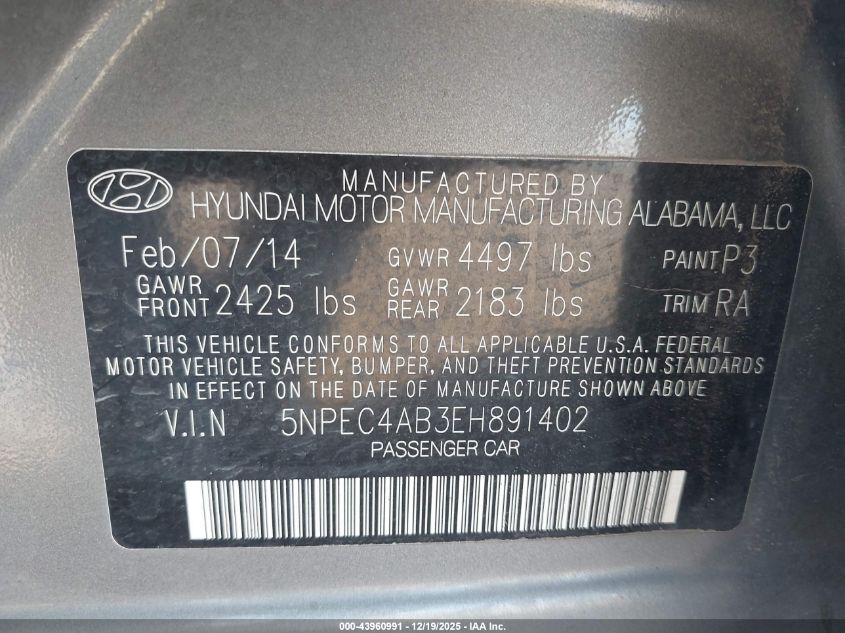 MANUFACTURED BY
HYUNDAI MOTOR MANUFACTURING ALABAMA, LLC
Feb/07/14 GVWR 4497 lbs PAINT P3
GAWR FRONT 2425 lbs GAWR REAR 2183 lbs TRIM RA
THIS VEHICLE CONFORMS TO ALL APPLICABLE U.S.A. FEDERAL
MOTOR VEHICLE SAFETY, BUMPER, AND THEFT PREVENTION STANDARDS
IN EFFECT ON THE DATE OF MANUFACTURE SHOWN ABOVE
V.I.N 5NPEC4AB3EH891402
PASSENGER CAR
000-43960991 — 12/19/2025 — IAA Inc.